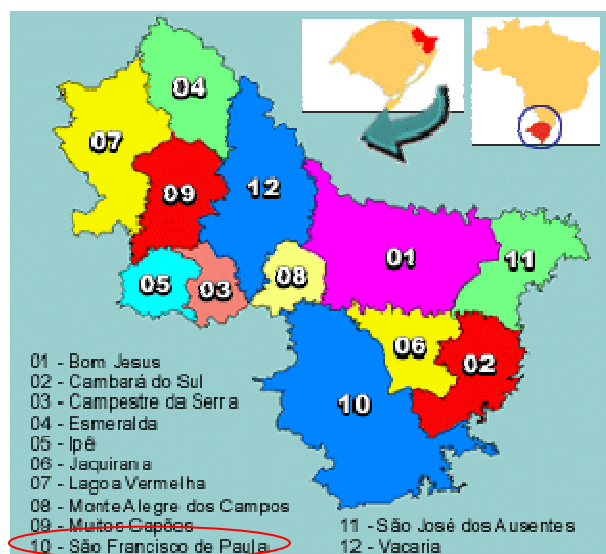 04
07
12
09
01
11
05
03
08
06
02
10
01 - Bom Jesus
02 - Cambará do Sul
03 - Campestre da Serra
04 - Esmeralda
05 - Ipê
06 - Jaquirana
07 - Lagoa Vermelha
08 - Monte Alegre dos Campos
09 - Muitos Capões
10 - São Francisco de Paula
11 - São José dos Ausentes
12 - Vacaria